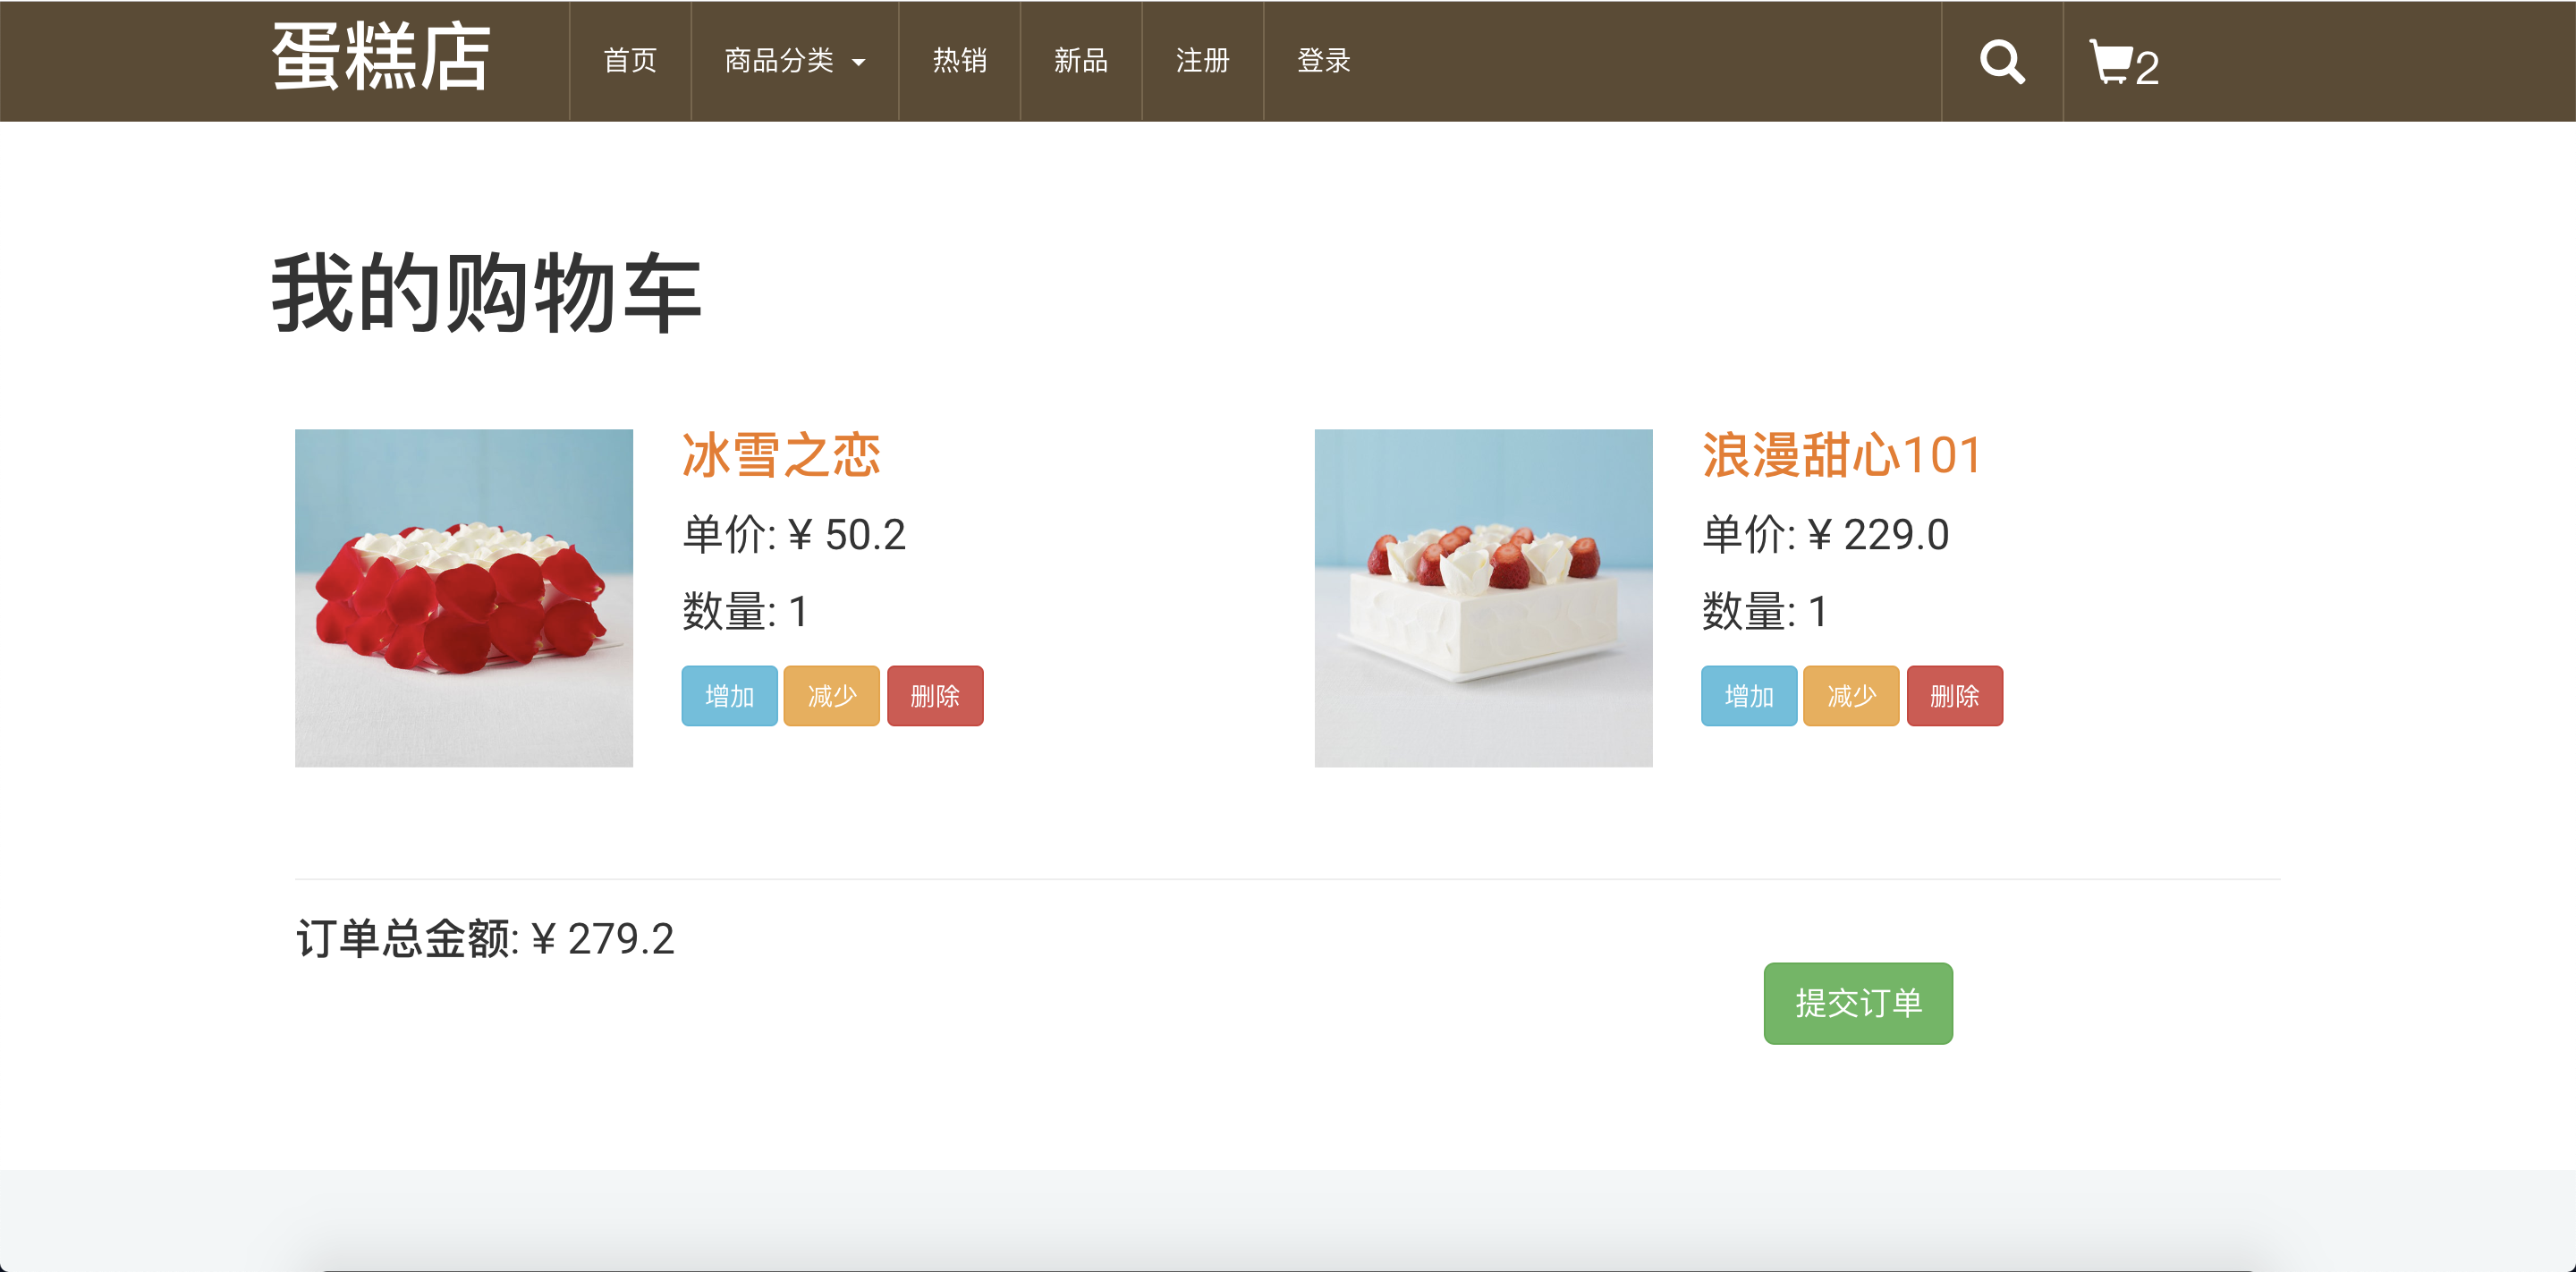 蛋糕店 首页 商品分类 热销 新品 注册 登录 2
我的购物车
冰雪之恋
单价: ¥ 50.2
数量: 1
增加 减少 删除
浪漫甜心101
单价: ¥ 229.0
数量: 1
增加 减少 删除
订单总金额: ¥ 279.2
提交订单